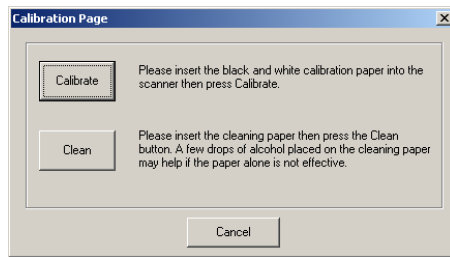 Calibration Page
Calibrate
Please insert the black and white calibration paper into the
scanner then press Calibrate.
Clean
Please insert the cleaning paper then press the Clean
button. A few drops of alcohol placed on the cleaning paper
may help if the paper alone is not effective.
Cancel